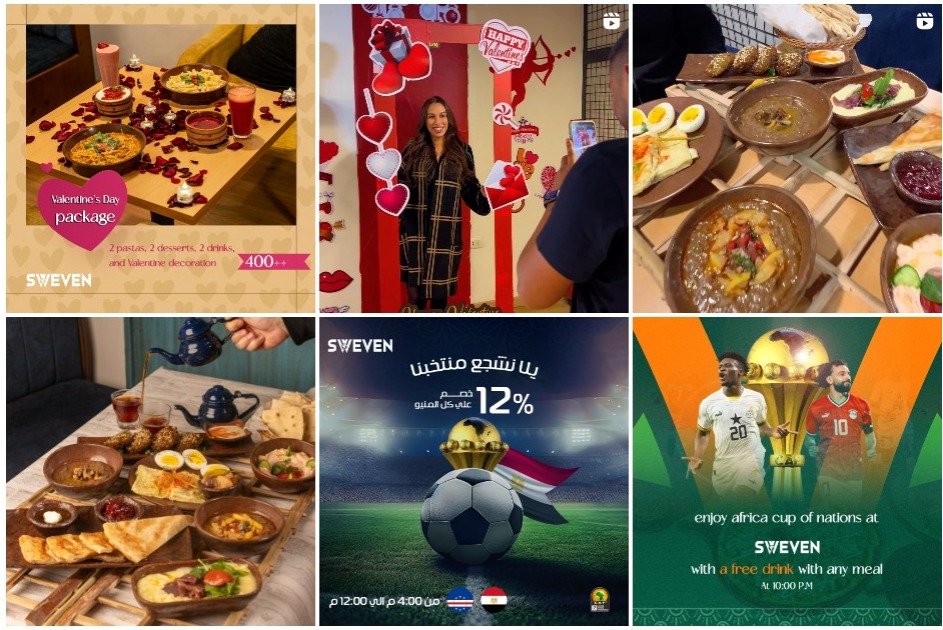 Valentine's Day
package
2 pastas, 2 desserts, 2 drinks,
and Valentine decoration
400++
SWEVEN
HAPPY
Valentine's
SWEVEN
يلا نشجع منتخبنا
خصم
علي كل المنيو
12%
من 4:00 م الي 12:00 م
20
10
enjoy africa cup of nations at
SWEVEN
with a free drink with any meal
At 10:00 P.M